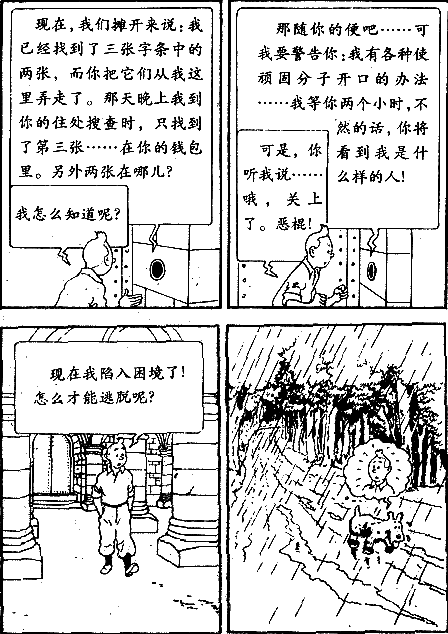 现在，我们摊开来说：我
已经找到了三张字条中的
两张，而你把它们从我这
里弄走了。那天晚上我到
你的住处搜查时，只找到
了第三张……在你的钱包
里。另外两张在哪儿？
我怎么知道呢？
那随你的便吧……可
我要警告你：我有各种使
顽固分子开口的办法
……我等你两个小时，不
然的话，你将
看到我是什
么样的人！
可是，你
听我说……
哦，关上
了。恶棍！
现在我陷入困境了！
怎么才能逃脱呢？